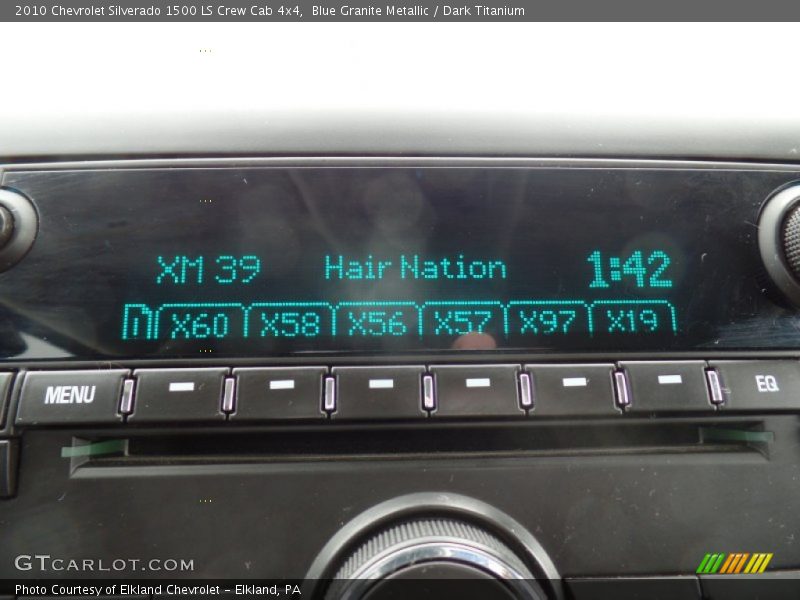 2010 Chevrolet Silverado 1500 LS Crew Cab 4x4,  Blue Granite Metallic / Dark Titanium
XM 39 Hair Nation 1:42
X60 X58 X56 X57 X97 X19
MENU EQ
GTCARLOT.COM
Photo Courtesy of Elkland Chevrolet - Elkland, PA